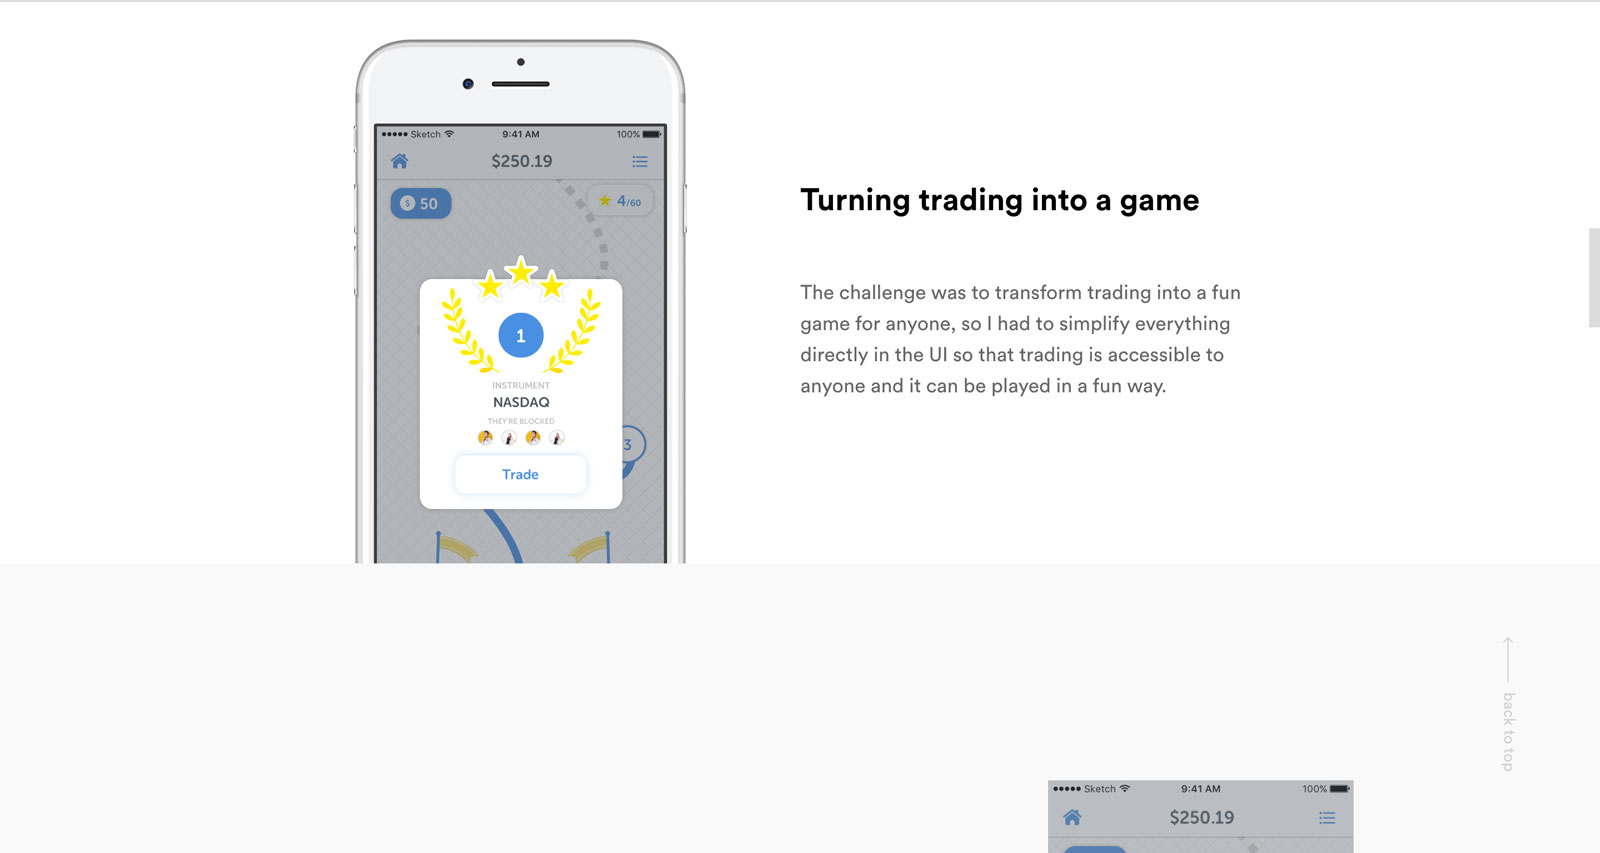 Sketch 9:41 AM 100%
$250.19
$ 50
4/60
1
INSTRUMENT
NASDAQ
THEY'RE BLOCKED
3
Trade
Turning trading into a game
The challenge was to transform trading into a fun
game for anyone, so I had to simplify everything
directly in the UI so that trading is accessible to
anyone and it can be played in a fun way.
back to top
Sketch 9:41 AM 100%
$250.19